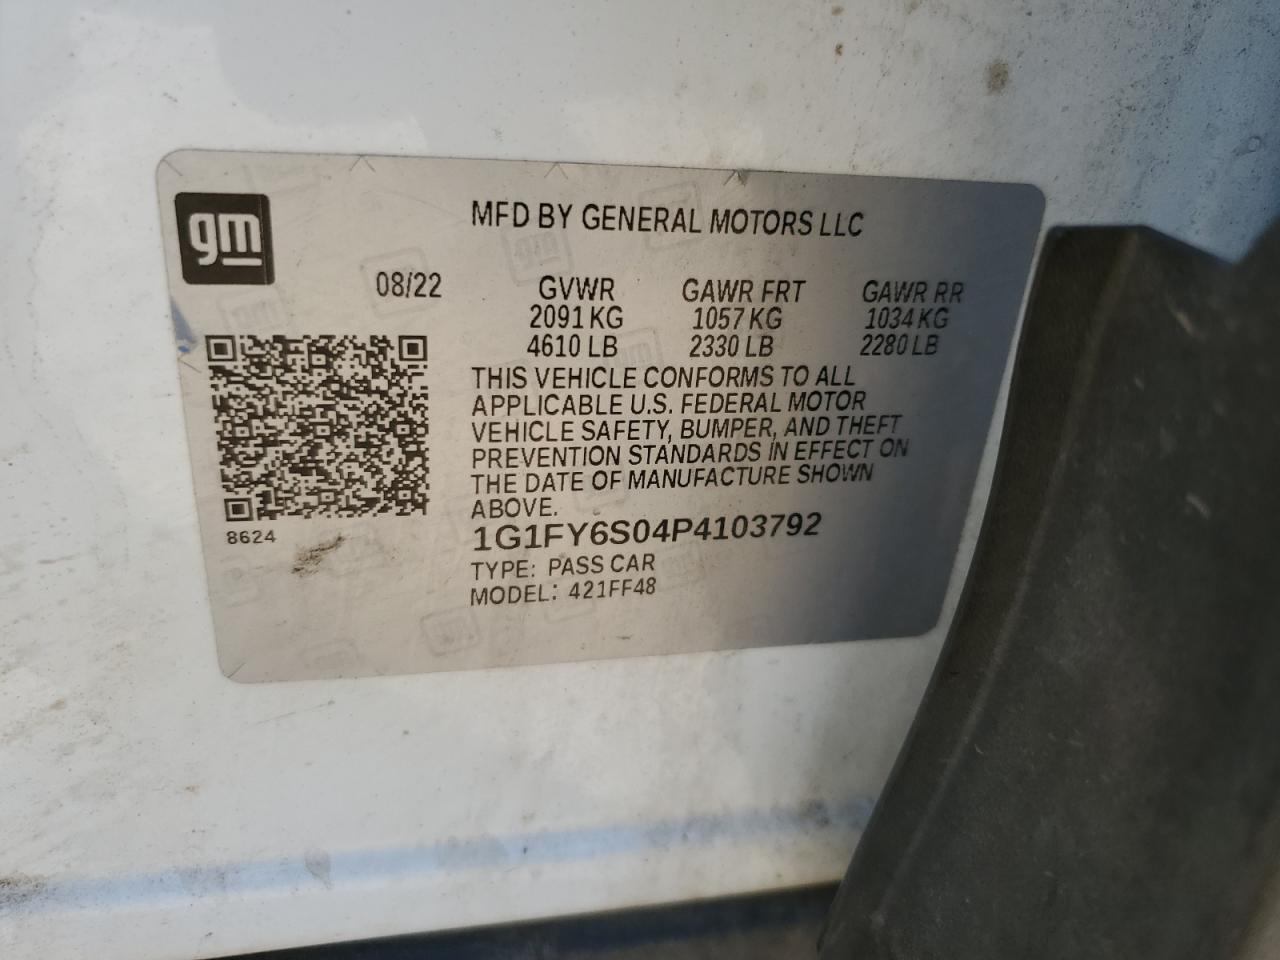 gm
MFD BY GENERAL MOTORS LLC
08/22
GVWR GAWR FRT GAWR RR
2091 KG 1057 KG 1034 KG
4610 LB 2330 LB 2280 LB
THIS VEHICLE CONFORMS TO ALL
APPLICABLE U.S. FEDERAL MOTOR
VEHICLE SAFETY, BUMPER, AND THEFT
PREVENTION STANDARDS IN EFFECT ON
THE DATE OF MANUFACTURE SHOWN
ABOVE.
8624
1G1FY6S04P4103792
TYPE: PASS CAR
MODEL: 421FF48